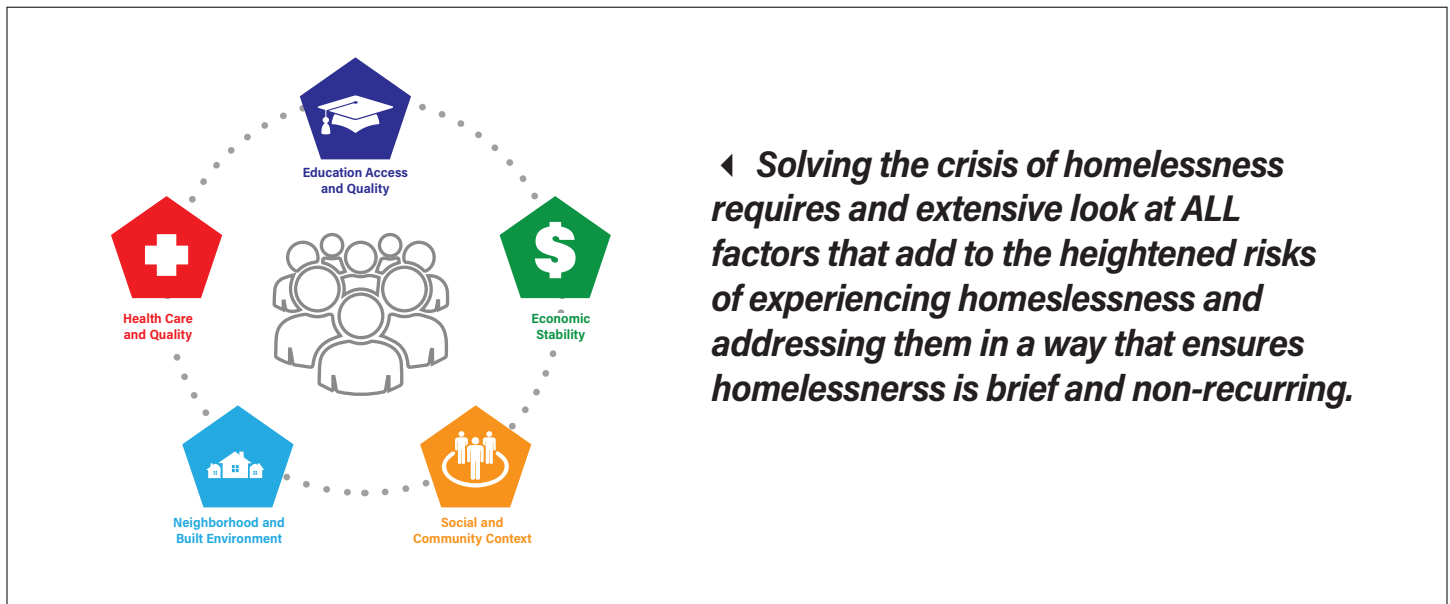 Education Access
and Quality
Health Care
and Quality
$
Economic
Stability
Neighborhood and
Built Environment
Social and
Community Context
Solving the crisis of homelessness
requires and extensive look at ALL
factors that add to the heightened risks
of experiencing homeslessness and
addressing them in a way that ensures
homelessnerss is brief and non-recurring.